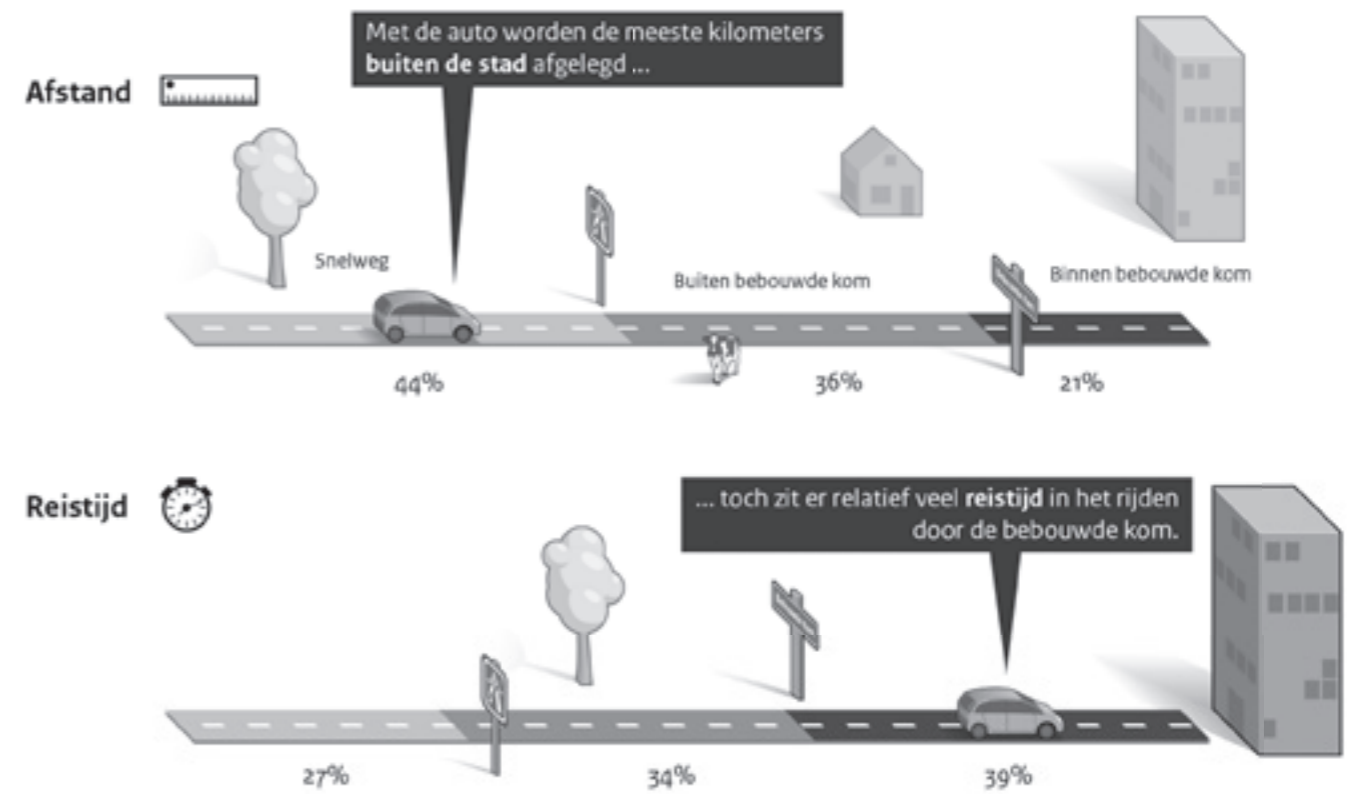 Met de auto worden de meeste kilometers
buiten de stad afgelegd ...
Afstand
Snelweg
Buiten bebouwde kom
Binnen bebouwde kom
44%
36%
21%
Reistijd
... toch zit er relatief veel reistijd in het rijden
door de bebouwde kom.
27%
34%
39%